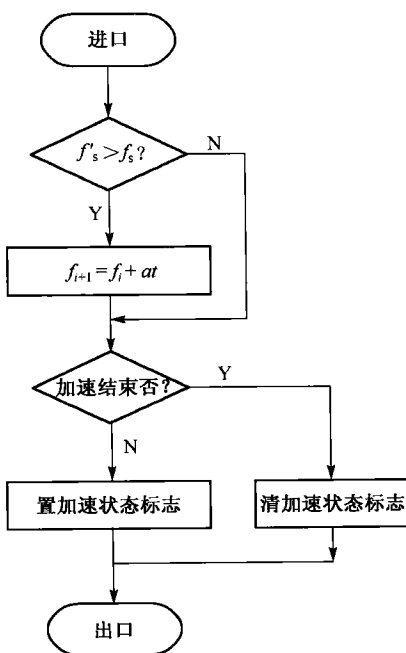 进口
f's>fs?
N
Y
fi+1=fi+at
加速结束否?
Y
N
置加速状态标志
清加速状态标志
出口